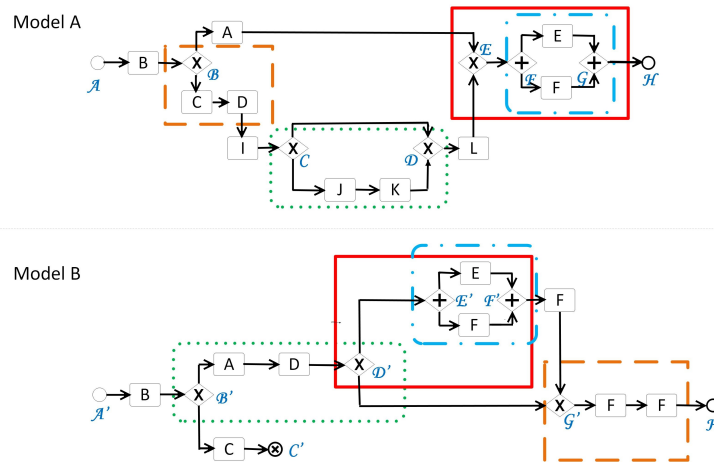 Model A
A
E
B
X
X
E
+
+
𝒜
ℬ
ℰ
𝒢
ℋ
C
D
F
I
X
X
L
𝒞
𝒟
J
K
Model B
E
+
+
F
ℰ'
ℱ'
F
A
D
X
𝒟'
B
X
X
F
F
𝒜'
ℬ'
𝒢'
C
X
𝒞'